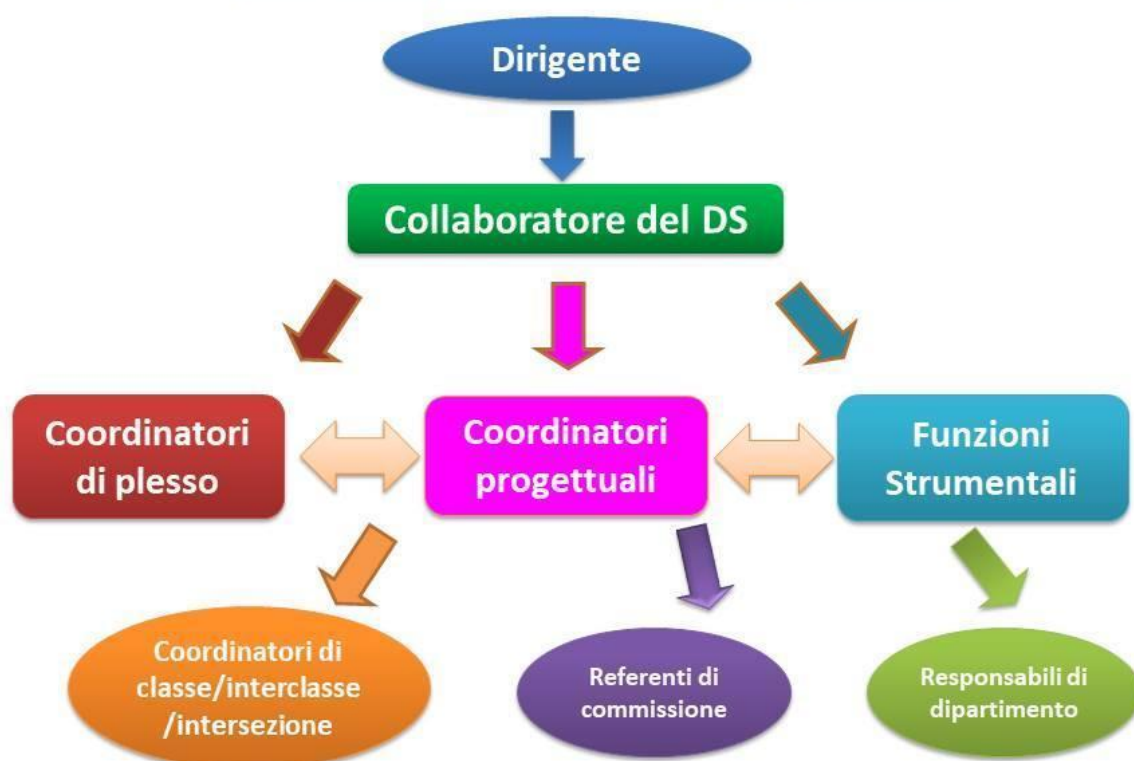 Dirigente
Collaboratore del DS
Coordinatori
di plesso
Coordinatori
progettuali
Funzioni
Strumentali
Coordinatori di
classe/interclasse
/intersezione
Referenti di
commissione
Responsabili di
dipartimento